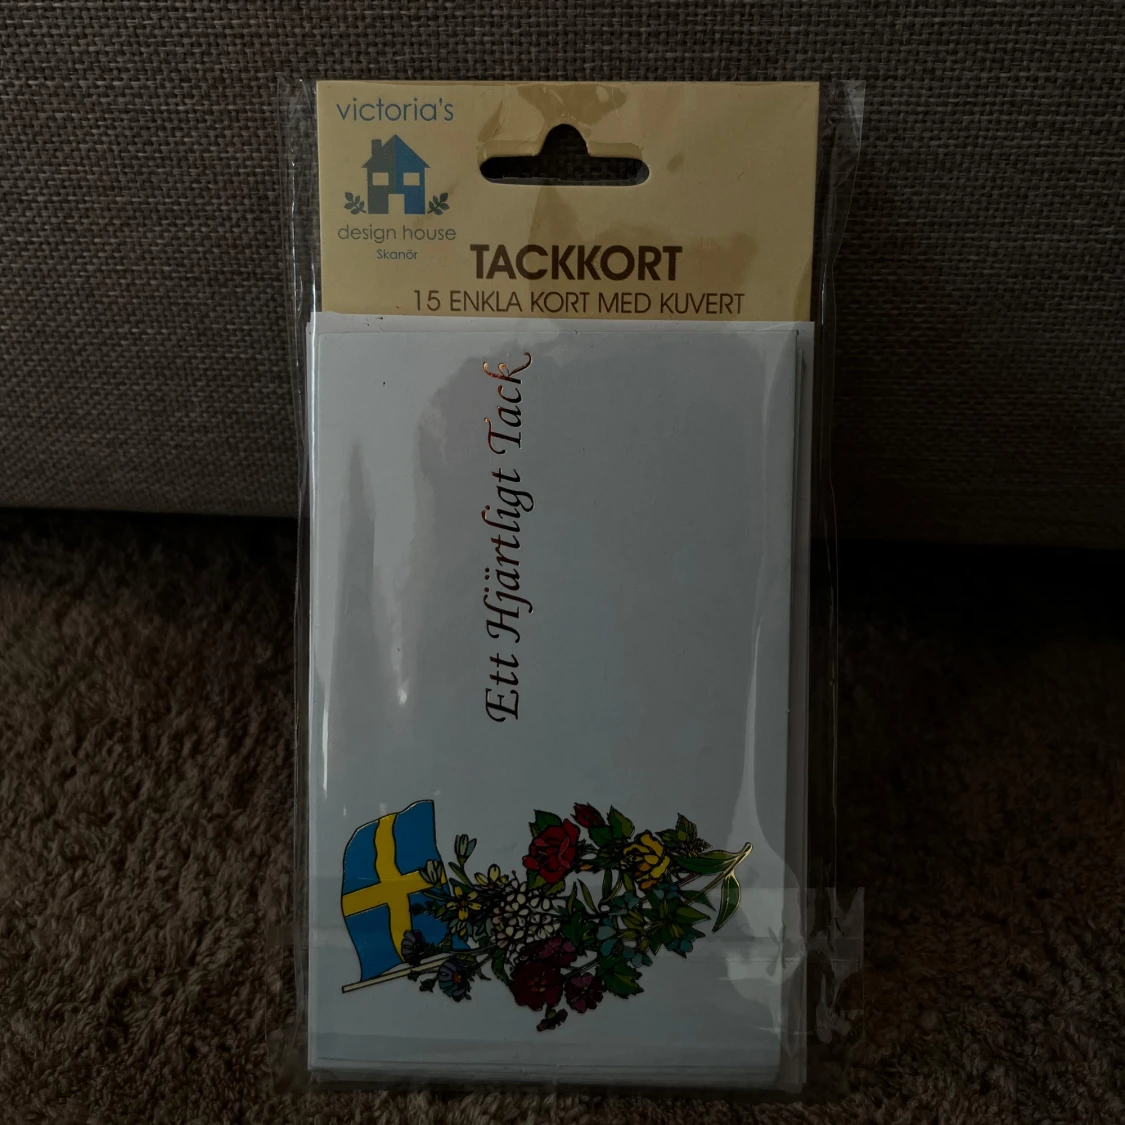 victoria's
design house
Skanör
TACKKORT
15 ENKLA KORT MED KUVERT
Ett Hjärtligt Tack